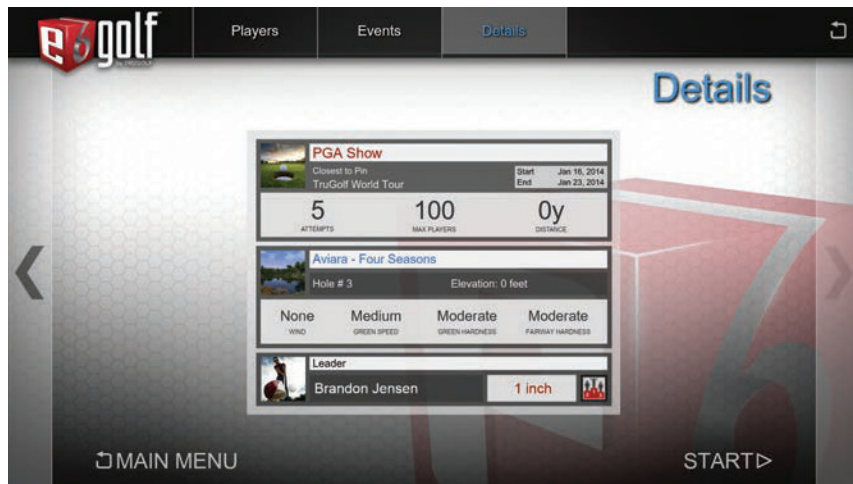 e6golf
by TRUGOLF
Players
Events
Details
Details
PGA Show
Closest to Pin
TruGolf World Tour
Start Jan 16, 2014
End Jan 23, 2014
5
ATTEMPTS
100
MAX PLAYERS
0y
DISTANCE
Aviara - Four Seasons
Hole # 3
Elevation: 0 feet
None
WIND
Medium
GREEN SPEED
Moderate
GREEN HARDNESS
Moderate
FAIRWAY HARDNESS
Leader
Brandon Jensen
1 inch
MAIN MENU
START